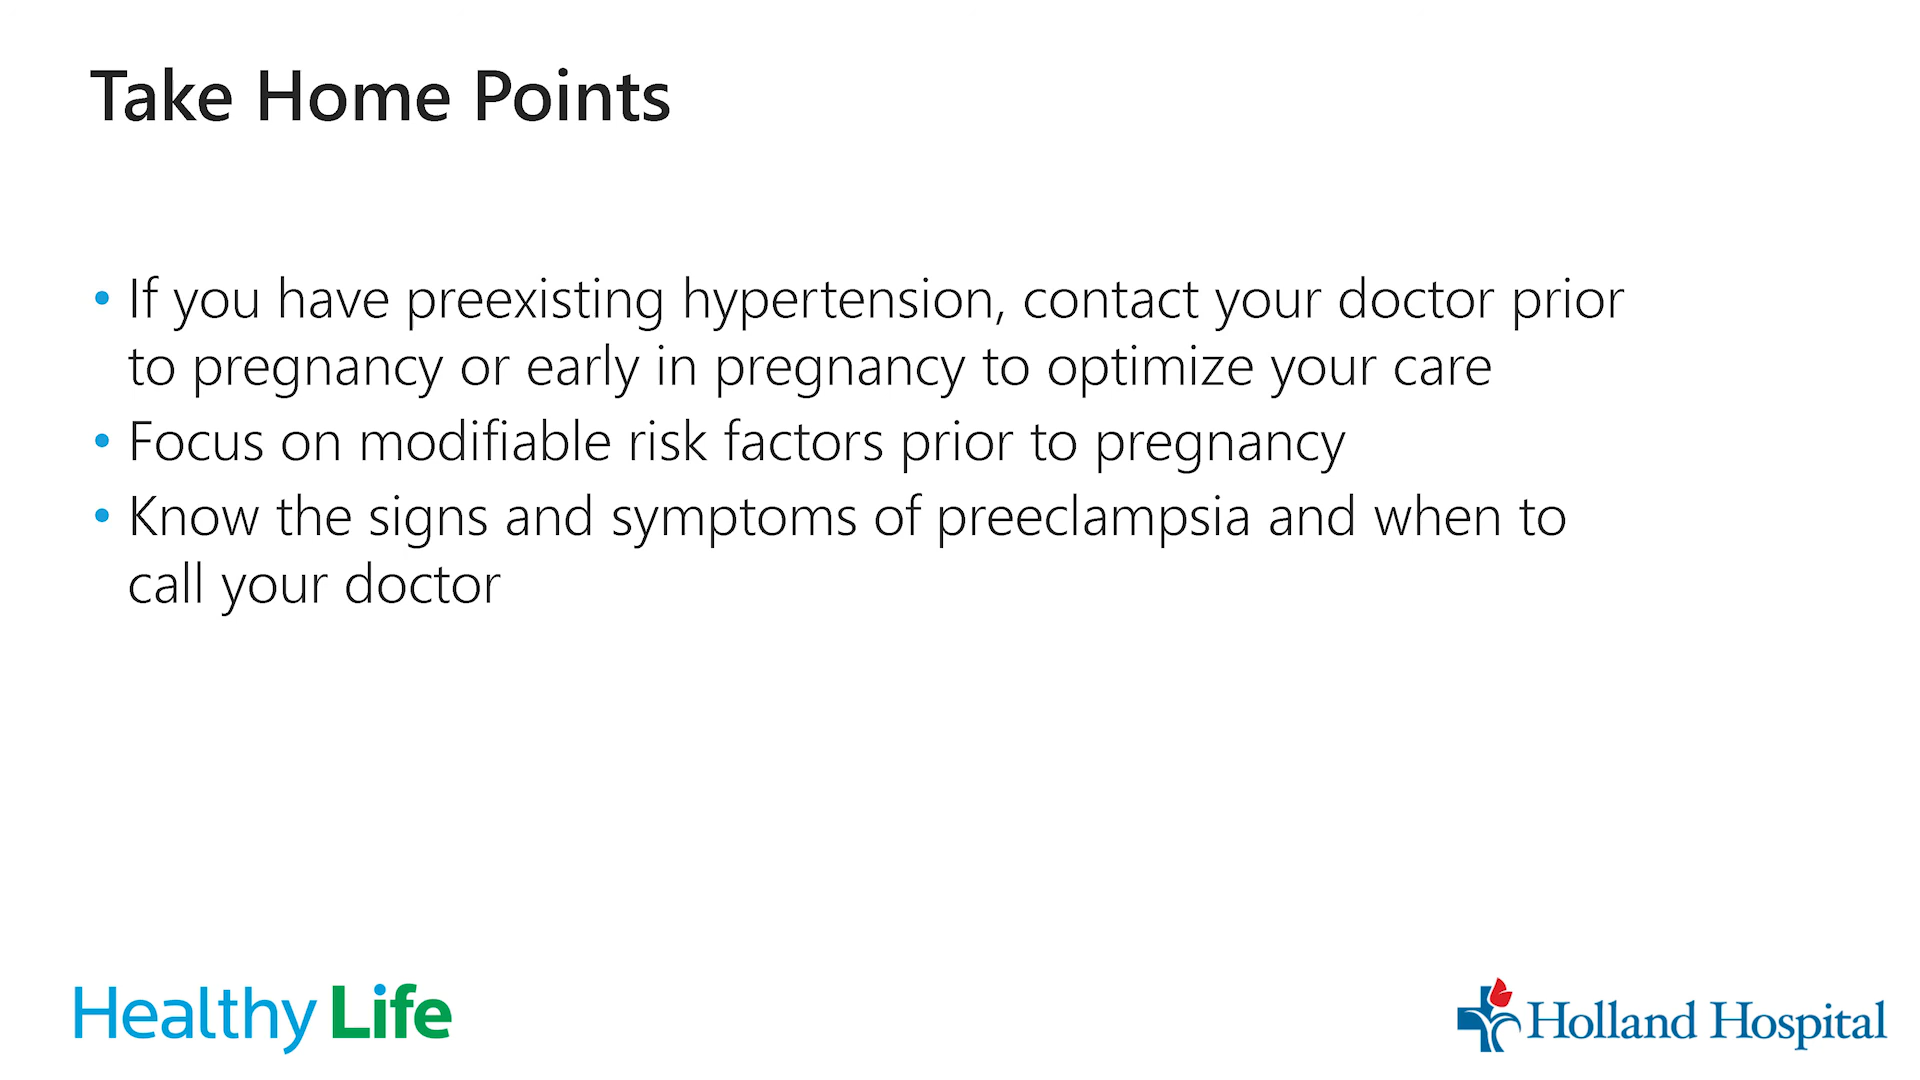 Take Home Points
• If you have preexisting hypertension, contact your doctor prior
to pregnancy or early in pregnancy to optimize your care
• Focus on modifiable risk factors prior to pregnancy
• Know the signs and symptoms of preeclampsia and when to
call your doctor
Healthy Life
Holland Hospital